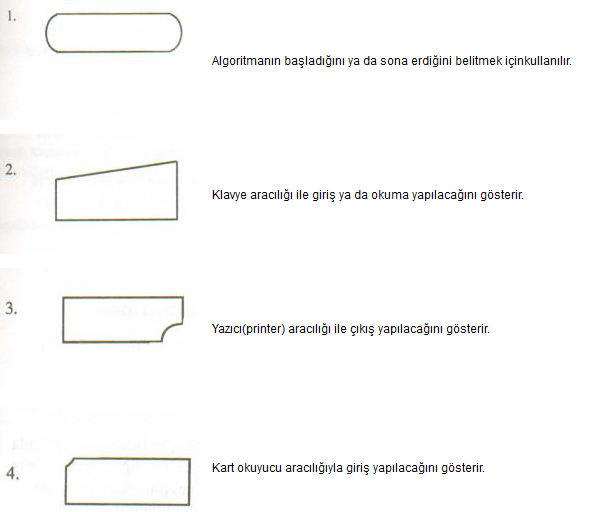 1.
Algoritmanın başladığını ya da sona erdiğini belitmek içinkullanılır.
2.
Klavye aracılığı ile giriş ya da okuma yapılacağını gösterir.
3.
Yazıcı(printer) aracılığı ile çıkış yapılacağını gösterir.
4.
Kart okuyucu aracılığıyla giriş yapılacağını gösterir.